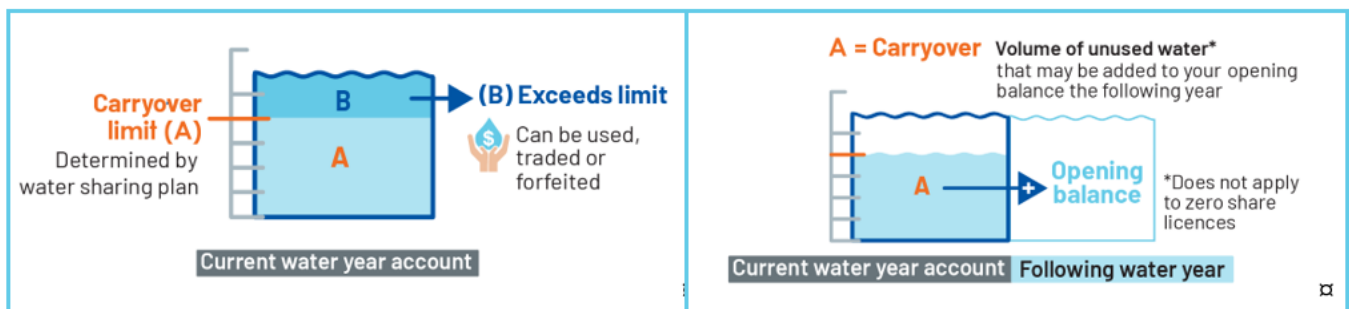 Carryover
limit (A)
Determined by
water sharing plan
B
A
(B) Exceeds limit
$
Can be used,
traded or
forfeited
Current water year account
A = Carryover
Volume of unused water*
that may be added to your opening
balance the following year
A
+
Opening
balance
*Does not apply
to zero share
licences
Current water year account
Following water year
¤